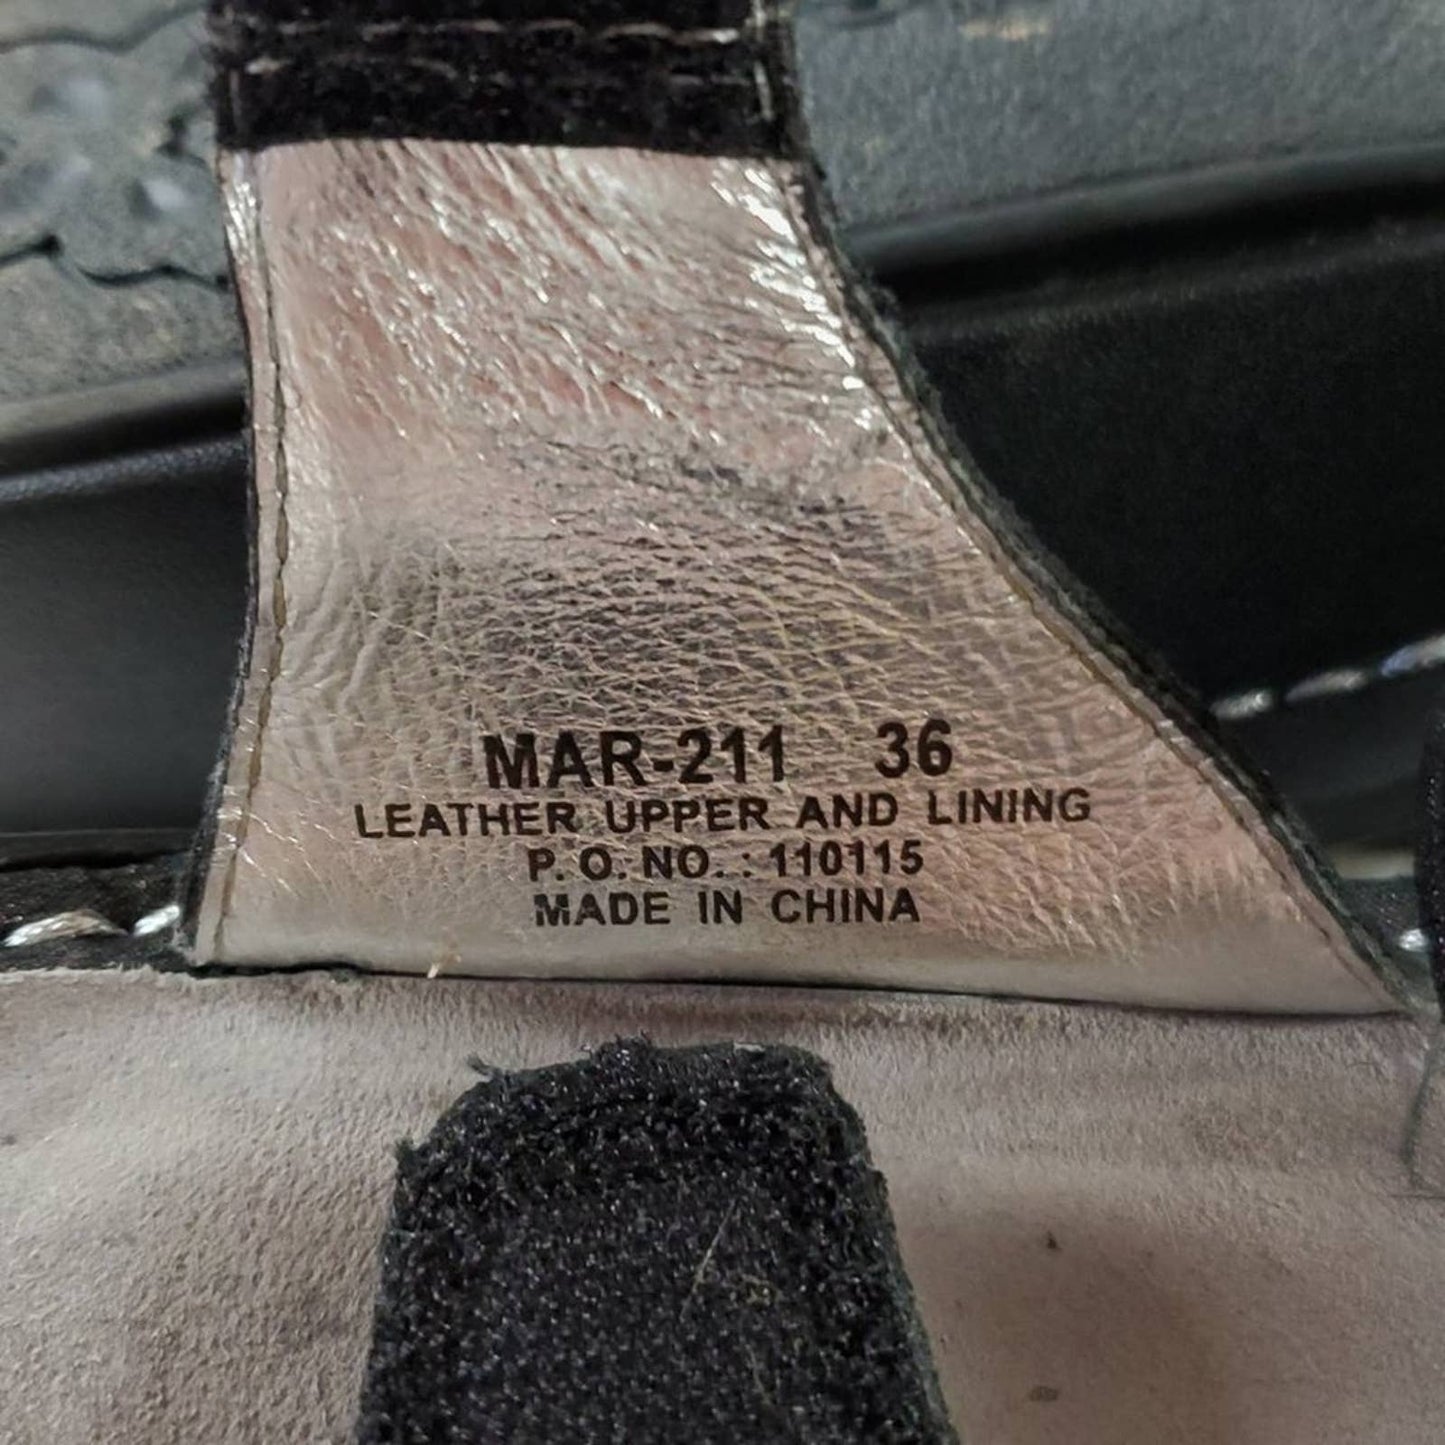 MAR-211 36
LEATHER UPPER AND LINING
P.O. NO.: 110115
MADE IN CHINA